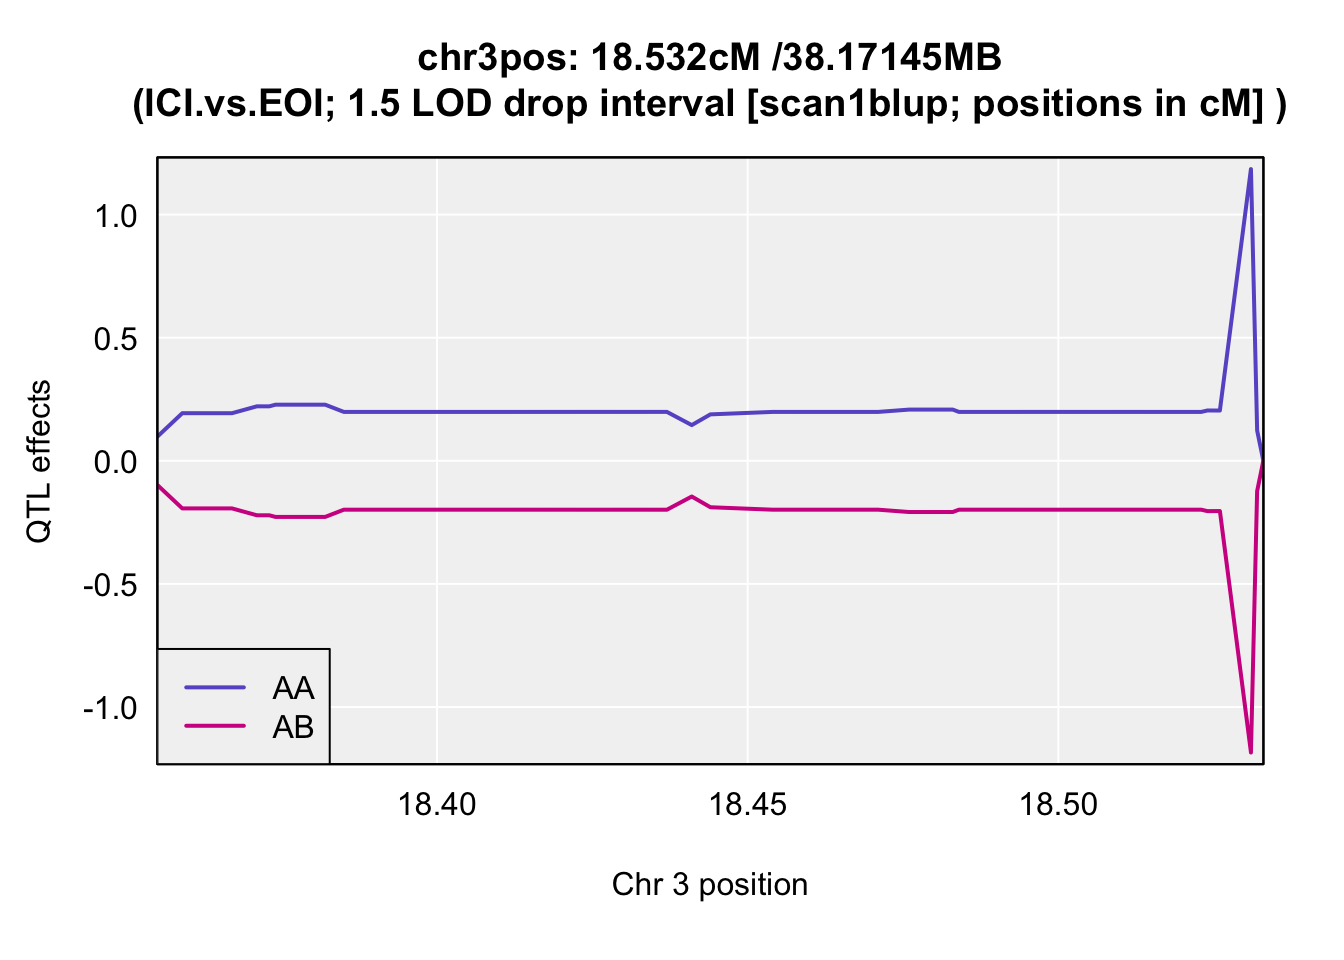 chr3pos: 18.532cM /38.17145MB
(ICI.vs.EOI; 1.5 LOD drop interval [scan1blup; positions in cM] )
1.0
0.5
0.0
-0.5
-1.0
QTL effects
AA
AB
18.40 18.45 18.50
Chr 3 position